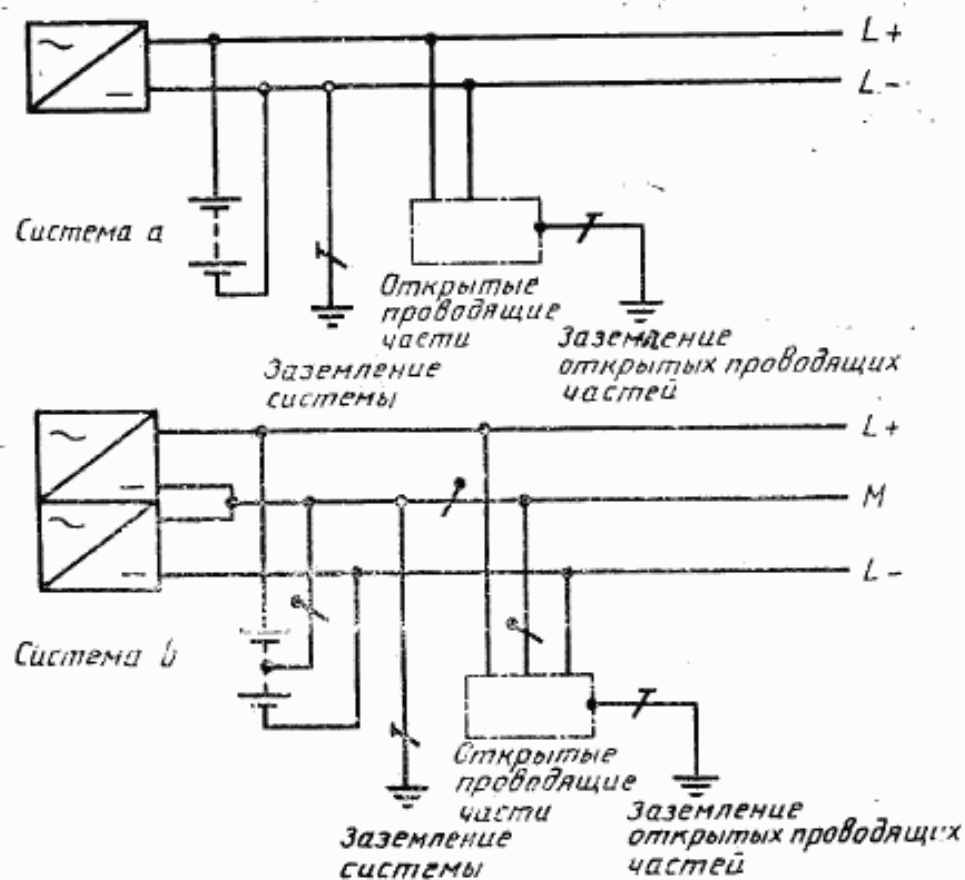 L+
L-
Система a
Открытые
проводящие
части
Заземление
открытых проводящих
частей
Заземление
системы
L+
M
L-
Система b
Открытые
проводящие
части
Заземление
открытых проводящих
частей
Заземление
системы